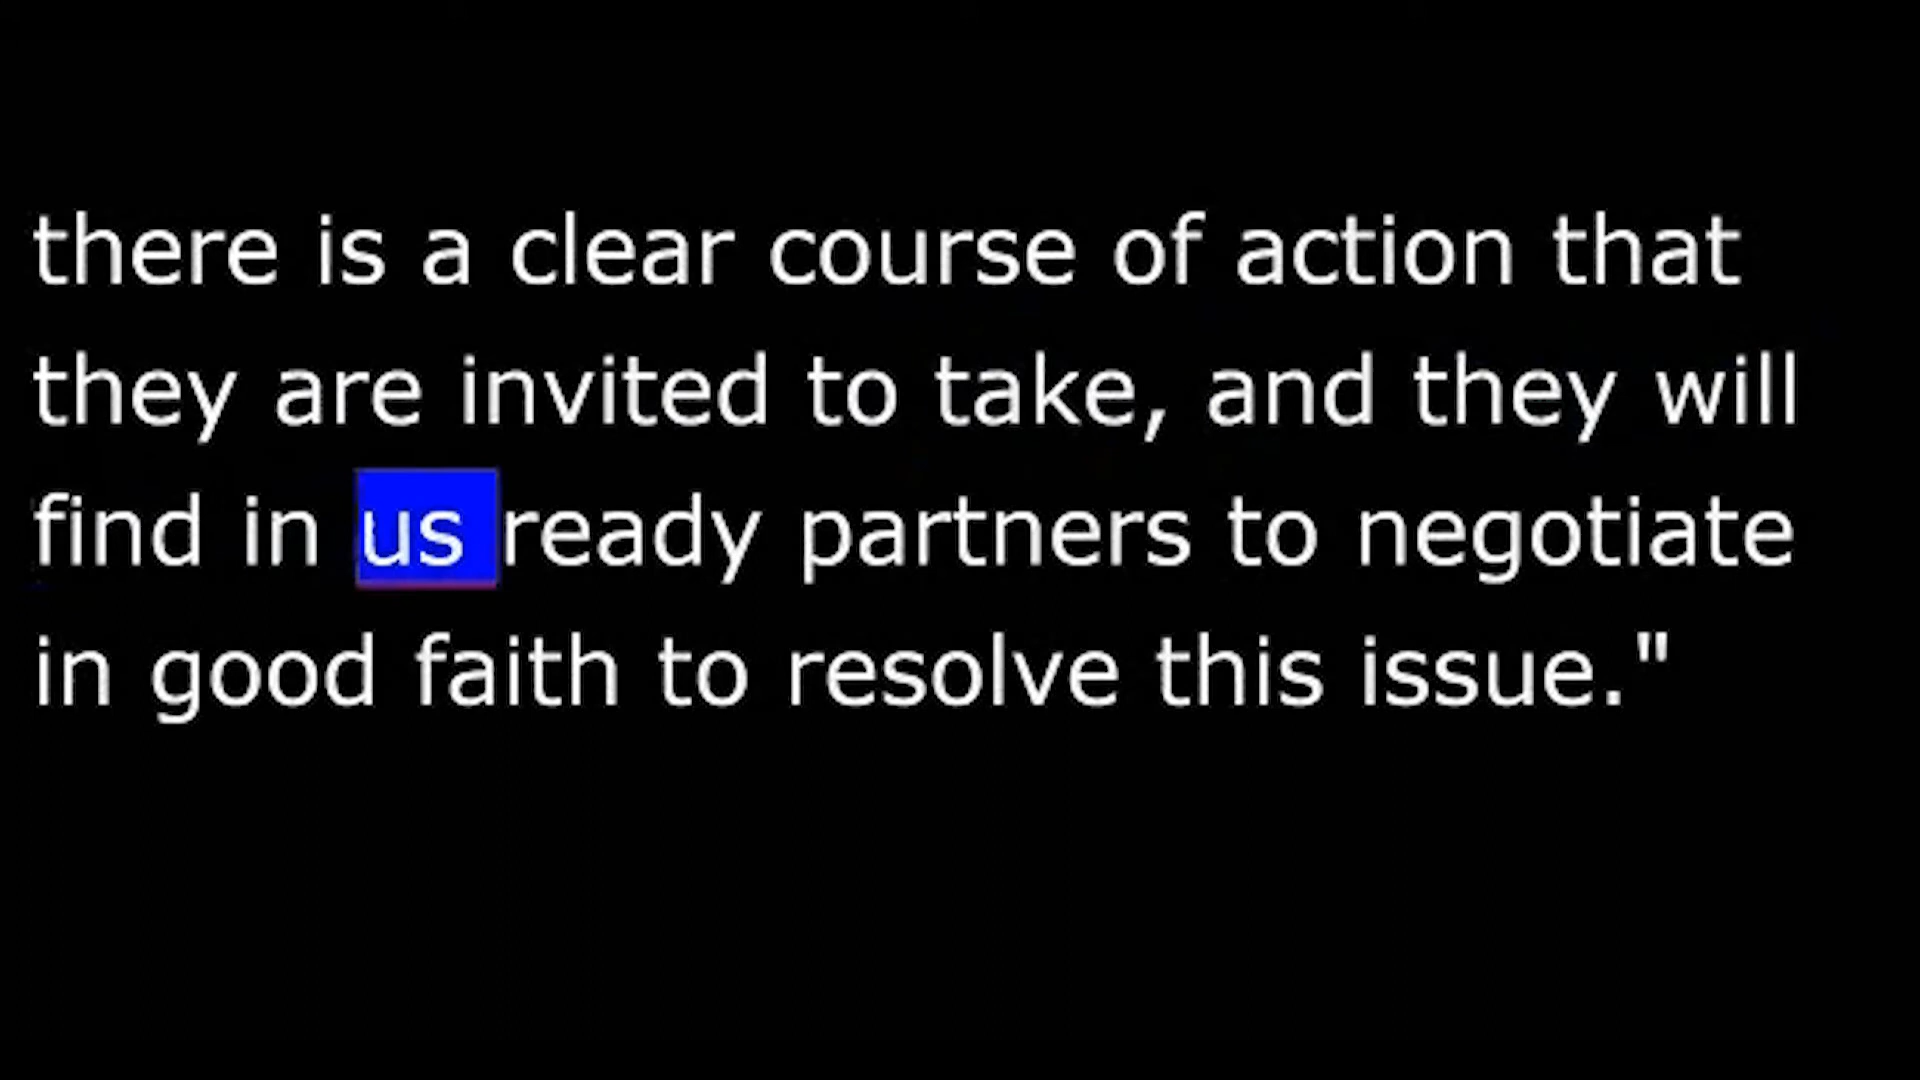 there is a clear course of action that
they are invited to take, and they will
find in us ready partners to negotiate
in good faith to resolve this issue."